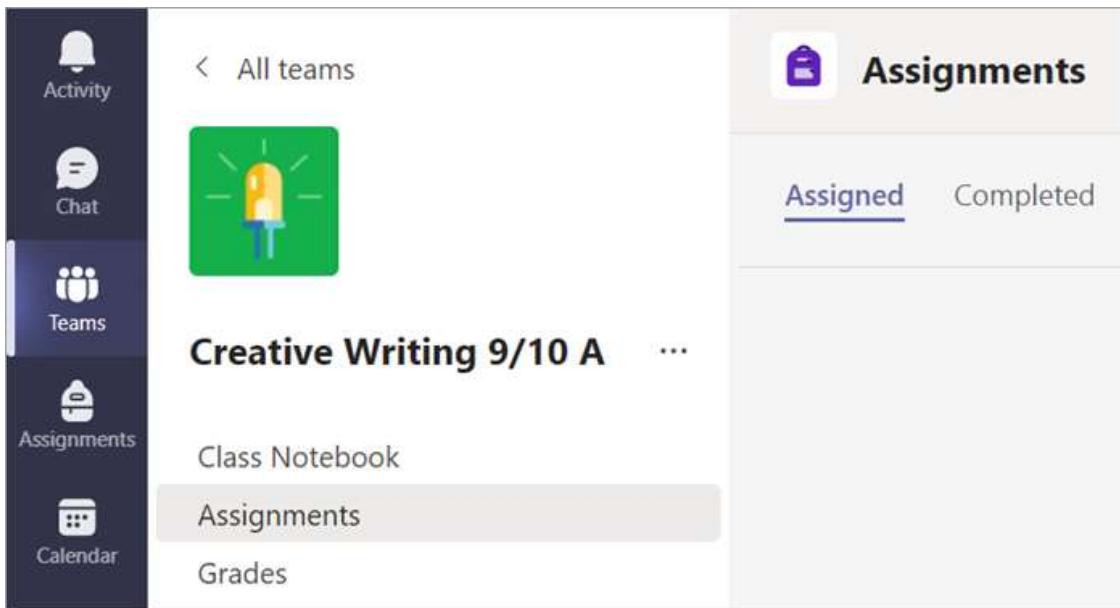 Activity
Chat
Teams
Assignments
Calendar
All teams
Creative Writing 9/10 A
Class Notebook
Assignments
Grades
Assignments
Assigned Completed